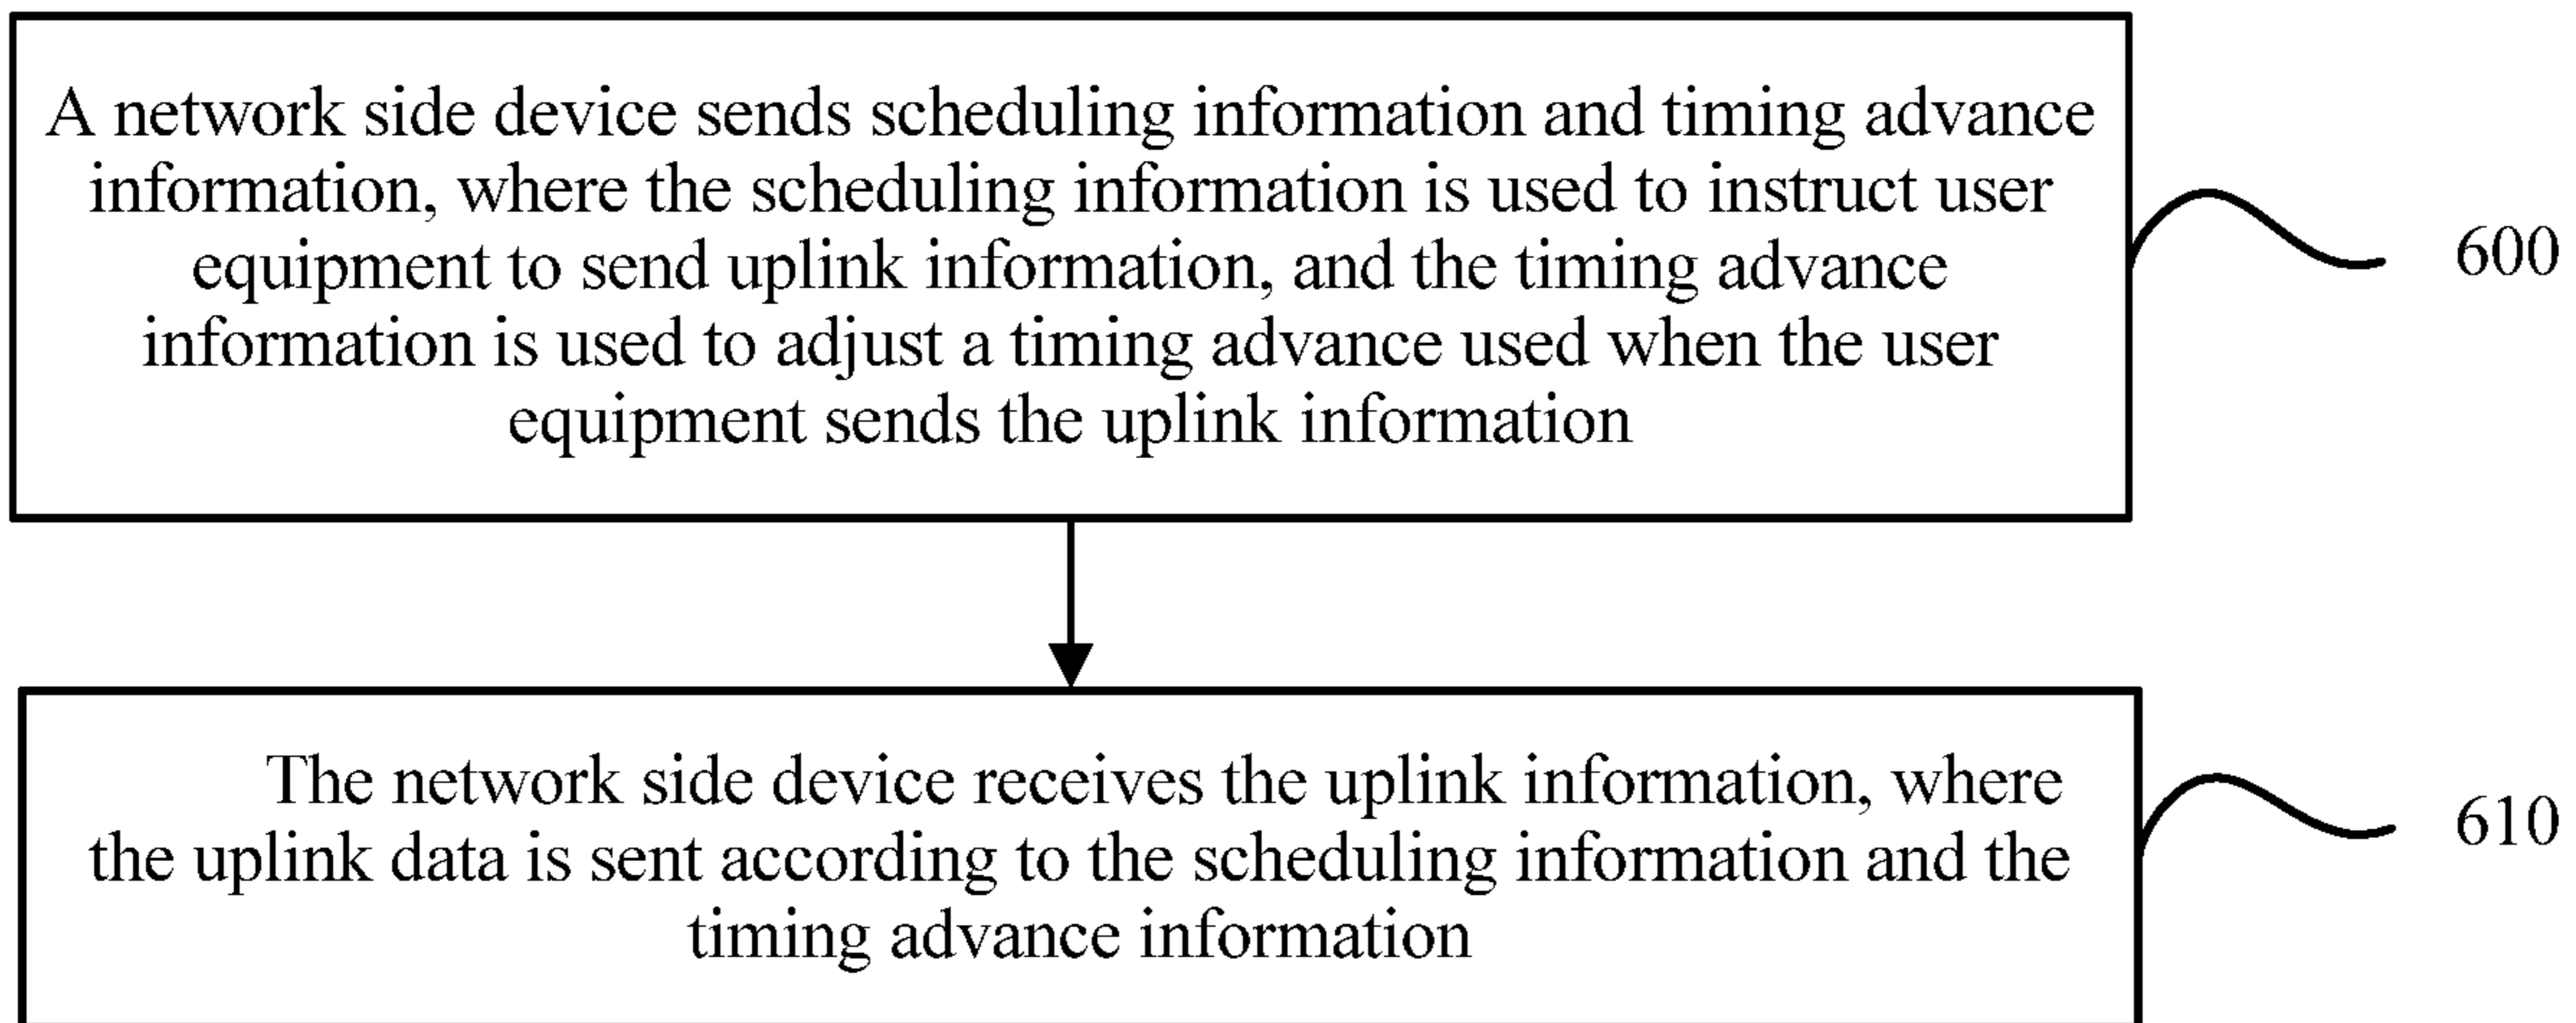 A network side device sends scheduling information and timing advance
information, where the scheduling information is used to instruct user
equipment to send uplink information, and the timing advance
information is used to adjust a timing advance used when the user
equipment sends the uplink information
600
The network side device receives the uplink information, where
the uplink data is sent according to the scheduling information and the
timing advance information
610